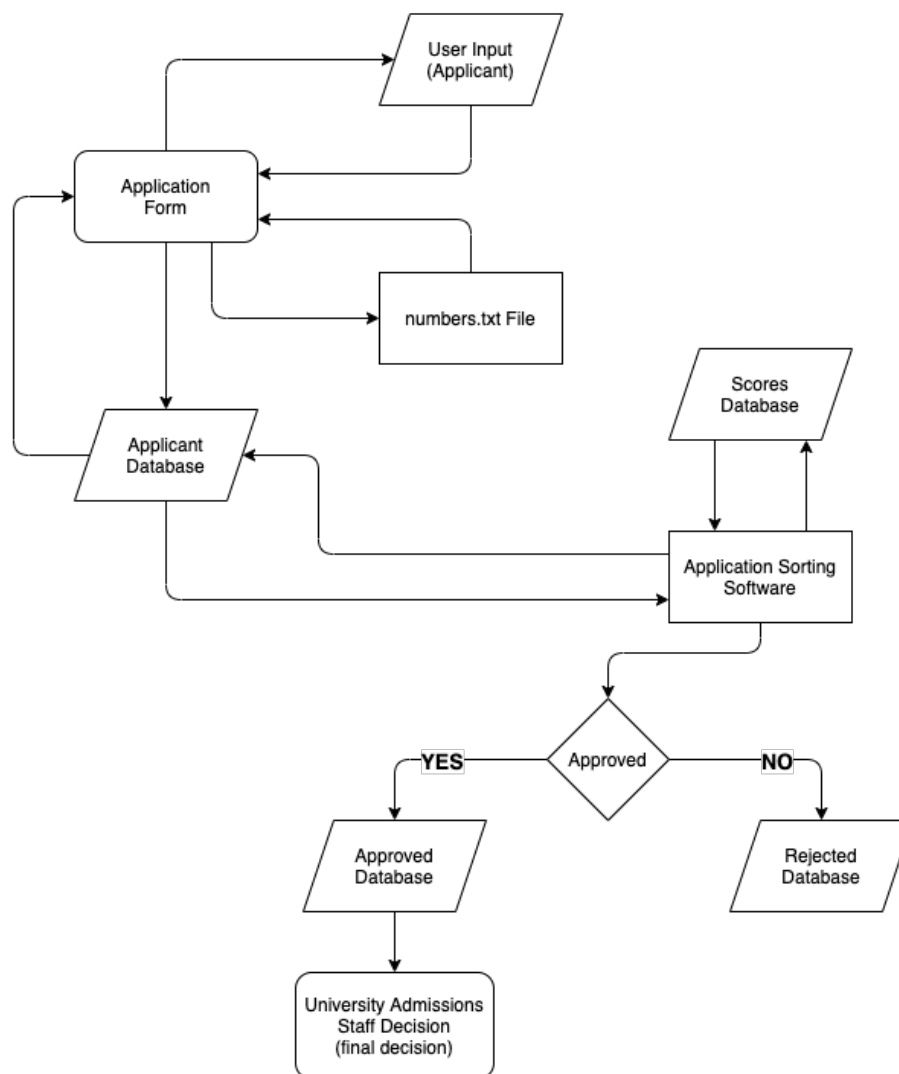 User Input
(Applicant)
Application
Form
numbers.txt File
Scores
Database
Applicant
Database
Application Sorting
Software
Approved
YES
NO
Approved
Database
Rejected
Database
University Admissions
Staff Decision
(final decision)